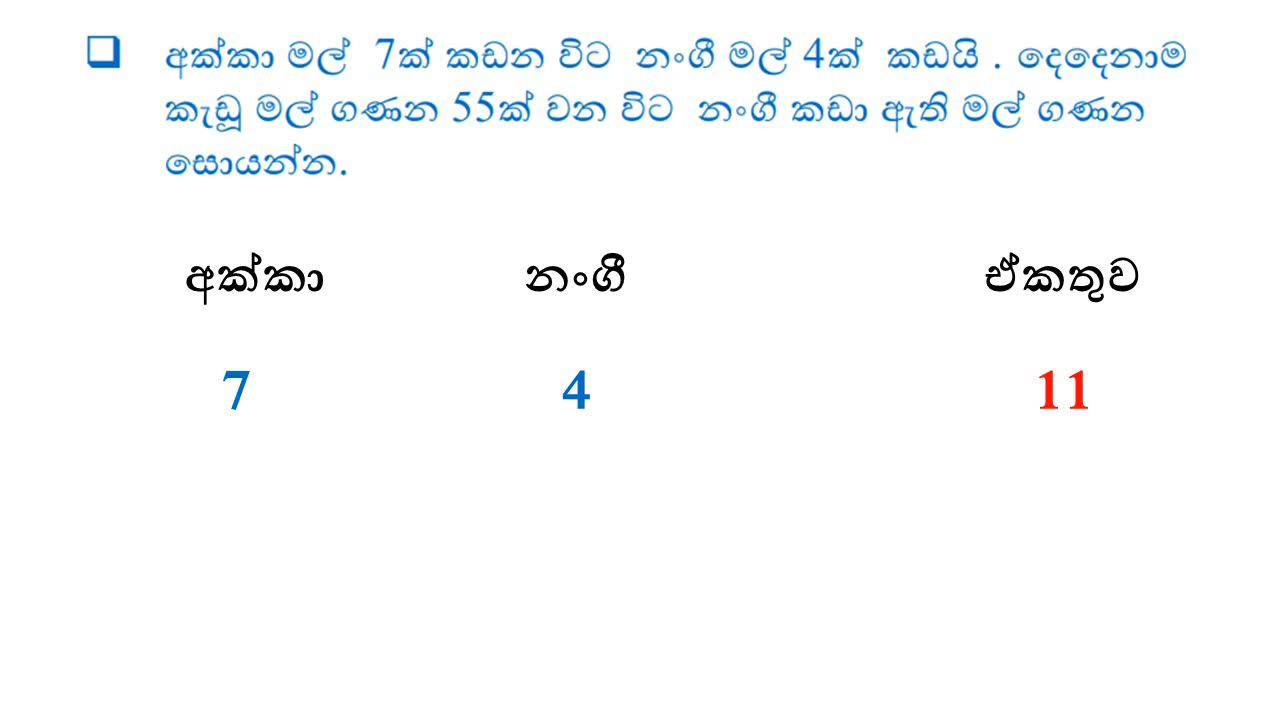 ❑ අක්කා මල් 7ක් කඩන විට නංගී මල් 4ක් කඩයි . දෙදෙනාම
කැඩූ මල් ගණන 55ක් වන විට නංගී කඩා ඇති මල් ගණන
සොයන්න.
අක්කා නංගී ඒකතුව
7 4 11